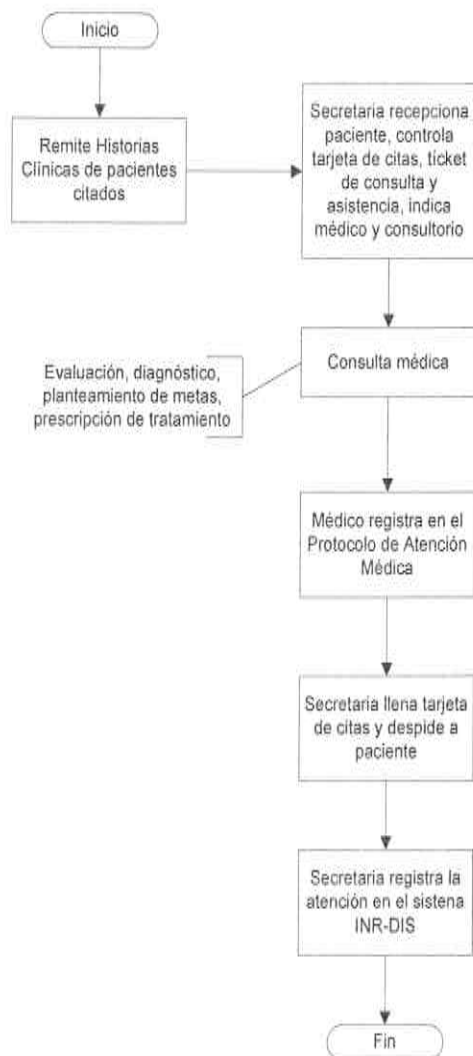 Inicio
Remite Historias
Clínicas de pacientes
citados
Secretaria recepciona
paciente, controla
tarjeta de citas, ticket
de consulta y
asistencia, indica
médico y consultorio
Consulta médica
Evaluación, diagnóstico,
planteamiento de metas,
prescripción de tratamiento
Médico registra en el
Protocolo de Atención
Médica
Secretaria llena tarjeta
de citas y despide a
paciente
Secretaria registra la
atención en el sistena
INR-DIS
Fin